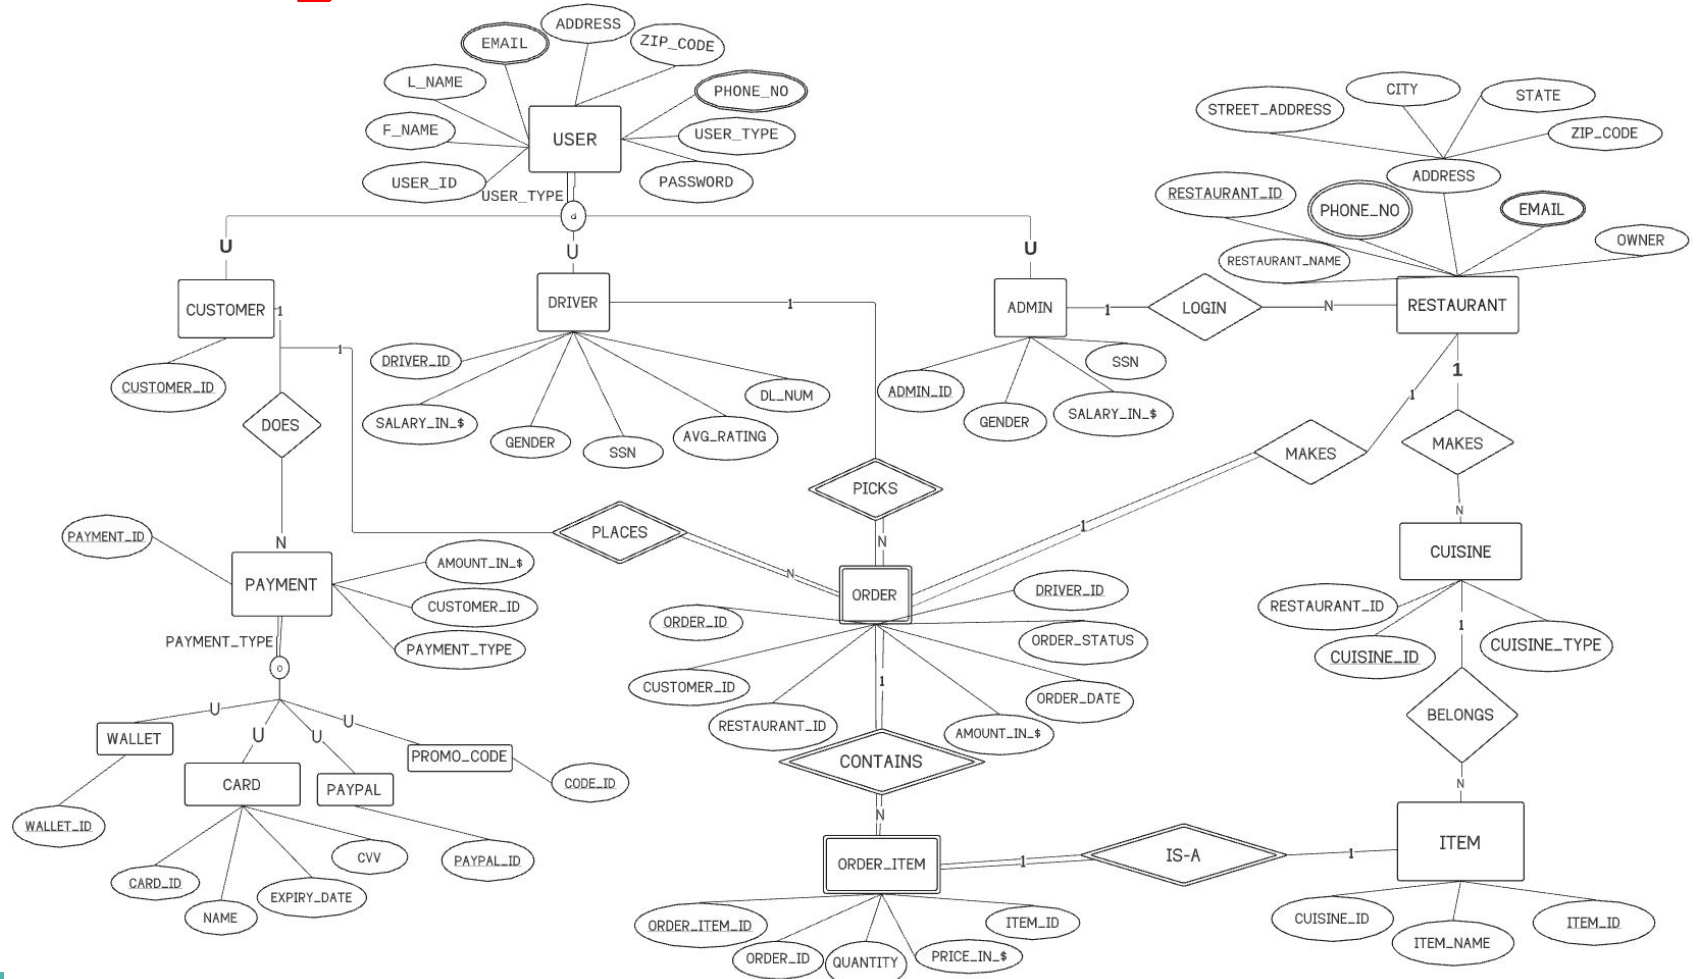 ADDRESS
EMAIL
ZIP_CODE
L_NAME
PHONE_NO
F_NAME
USER
USER_TYPE
USER_ID
PASSWORD
USER_TYPE
d
U
U
U
CITY
STATE
STREET_ADDRESS
ZIP_CODE
ADDRESS
RESTAURANT_ID
PHONE_NO
EMAIL
OWNER
RESTAURANT_NAME
CUSTOMER
1
DRIVER
1
ADMIN
1
LOGIN
N
RESTAURANT
1
CUSTOMER_ID
DRIVER_ID
SALARY_IN_$
GENDER
SSN
AVG_RATING
DL_NUM
ADMIN_ID
GENDER
SALARY_IN_$
SSN
1
1
DOES
PICKS
MAKES
MAKES
PLACES
N
N
N
1
N
PAYMENT_ID
PAYMENT
AMOUNT_IN_$
CUSTOMER_ID
PAYMENT_TYPE
PAYMENT_TYPE
o
ORDER
ORDER_ID
DRIVER_ID
ORDER_STATUS
CUSTOMER_ID
ORDER_DATE
RESTAURANT_ID
AMOUNT_IN_$
1
CUISINE
RESTAURANT_ID
1
CUISINE_TYPE
CUISINE_ID
U
U
U
U
WALLET
CARD
PAYPAL
PROMO_CODE
WALLET_ID
CODE_ID
CVV
PAYPAL_ID
CARD_ID
EXPIRY_DATE
NAME
CONTAINS
N
BELONGS
N
ORDER_ITEM
1
IS-A
1
ITEM
ORDER_ITEM_ID
ITEM_ID
ORDER_ID
QUANTITY
PRICE_IN_$
CUISINE_ID
ITEM_NAME
ITEM_ID